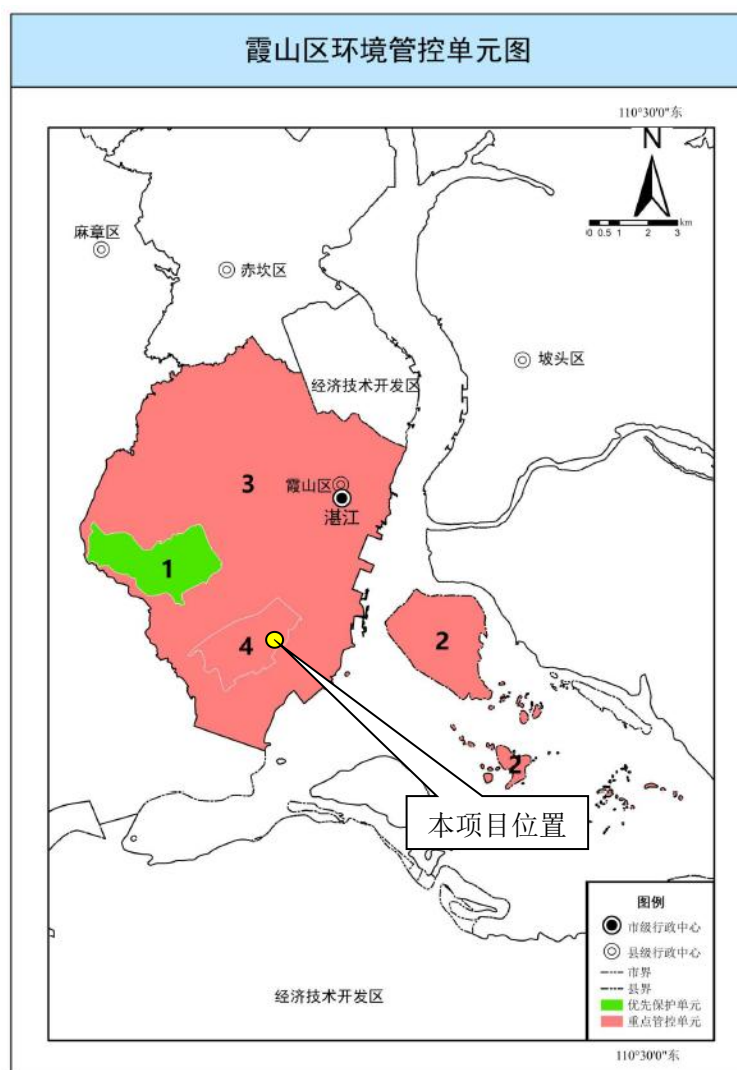 霞山区环境管控单元图
110°30'0"东
N
0 0.5 1 2 3 km
麻章区
赤坎区
坡头区
经济技术开发区
3
霞山区
湛江
1
2
4
2
本项目位置
图例
市级行政中心
县级行政中心
市界
县界
优先保护单元
重点管控单元
经济技术开发区
110°30'0"东